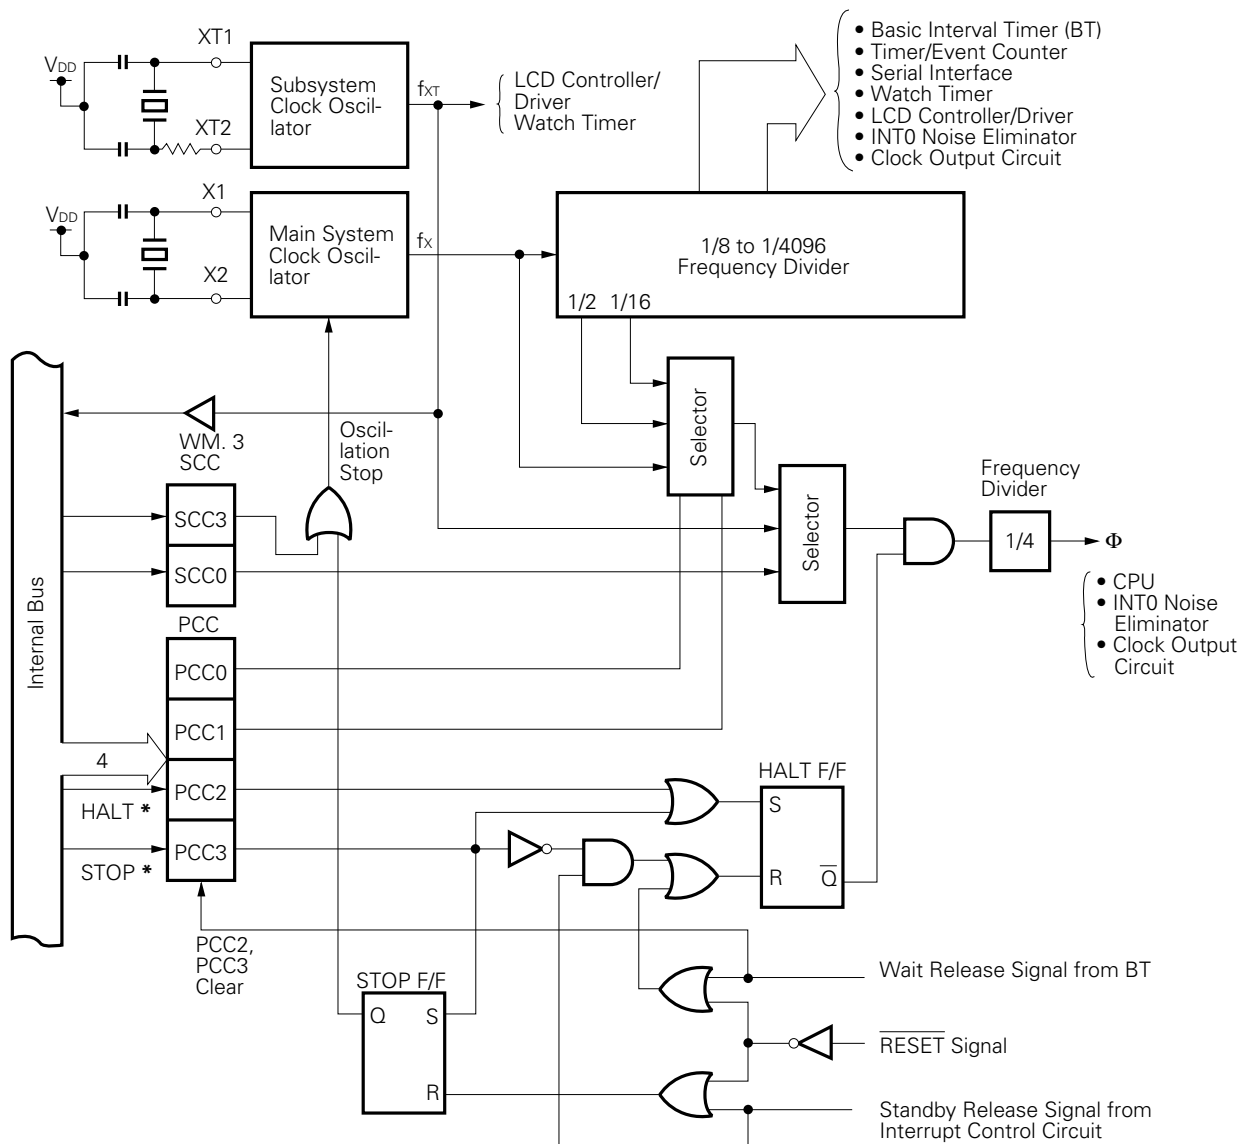 XT1
VDD
Subsystem
Clock Oscil-
lator
fXT
XT2
LCD Controller/
Driver
Watch Timer
• Basic Interval Timer (BT)
• Timer/Event Counter
• Serial Interface
• Watch Timer
• LCD Controller/Driver
• INT0 Noise Eliminator
• Clock Output Circuit
X1
VDD
Main System
Clock Oscil-
lator
fX
X2
1/8 to 1/4096
Frequency Divider
1/2 1/16
Selector
WM. 3
SCC
Oscil-
lation
Stop
SCC3
SCC0
Selector
Frequency
Divider
1/4
Φ
• CPU
• INT0 Noise
Eliminator
• Clock Output
Circuit
Internal Bus
PCC
PCC0
PCC1
4
PCC2
HALT *
PCC3
STOP *
HALT F/F
S
R
Q̅
PCC2,
PCC3
Clear
STOP F/F
Q
S
R
Wait Release Signal from BT
R̅E̅S̅E̅T̅ Signal
Standby Release Signal from
Interrupt Control Circuit